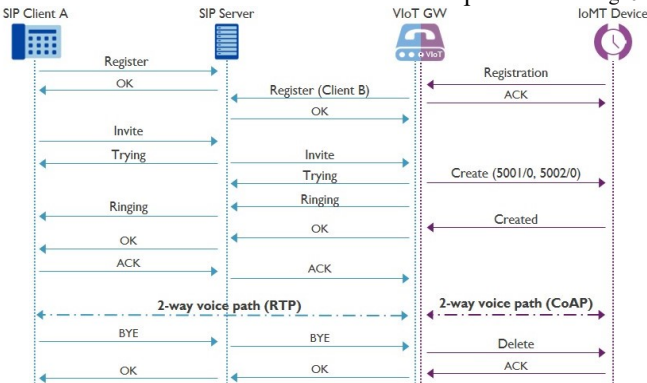 SIP Client A SIP Server VIoT GW IoMT Device
VIoT
Register
Registration
OK
Register (Client B)
ACK
OK
Invite
Trying
Invite
Trying
Create (5001/0, 5002/0)
Ringing
Ringing
Created
OK
OK
ACK
ACK
2-way voice path (RTP)
2-way voice path (CoAP)
BYE
BYE
Delete
OK
OK
ACK